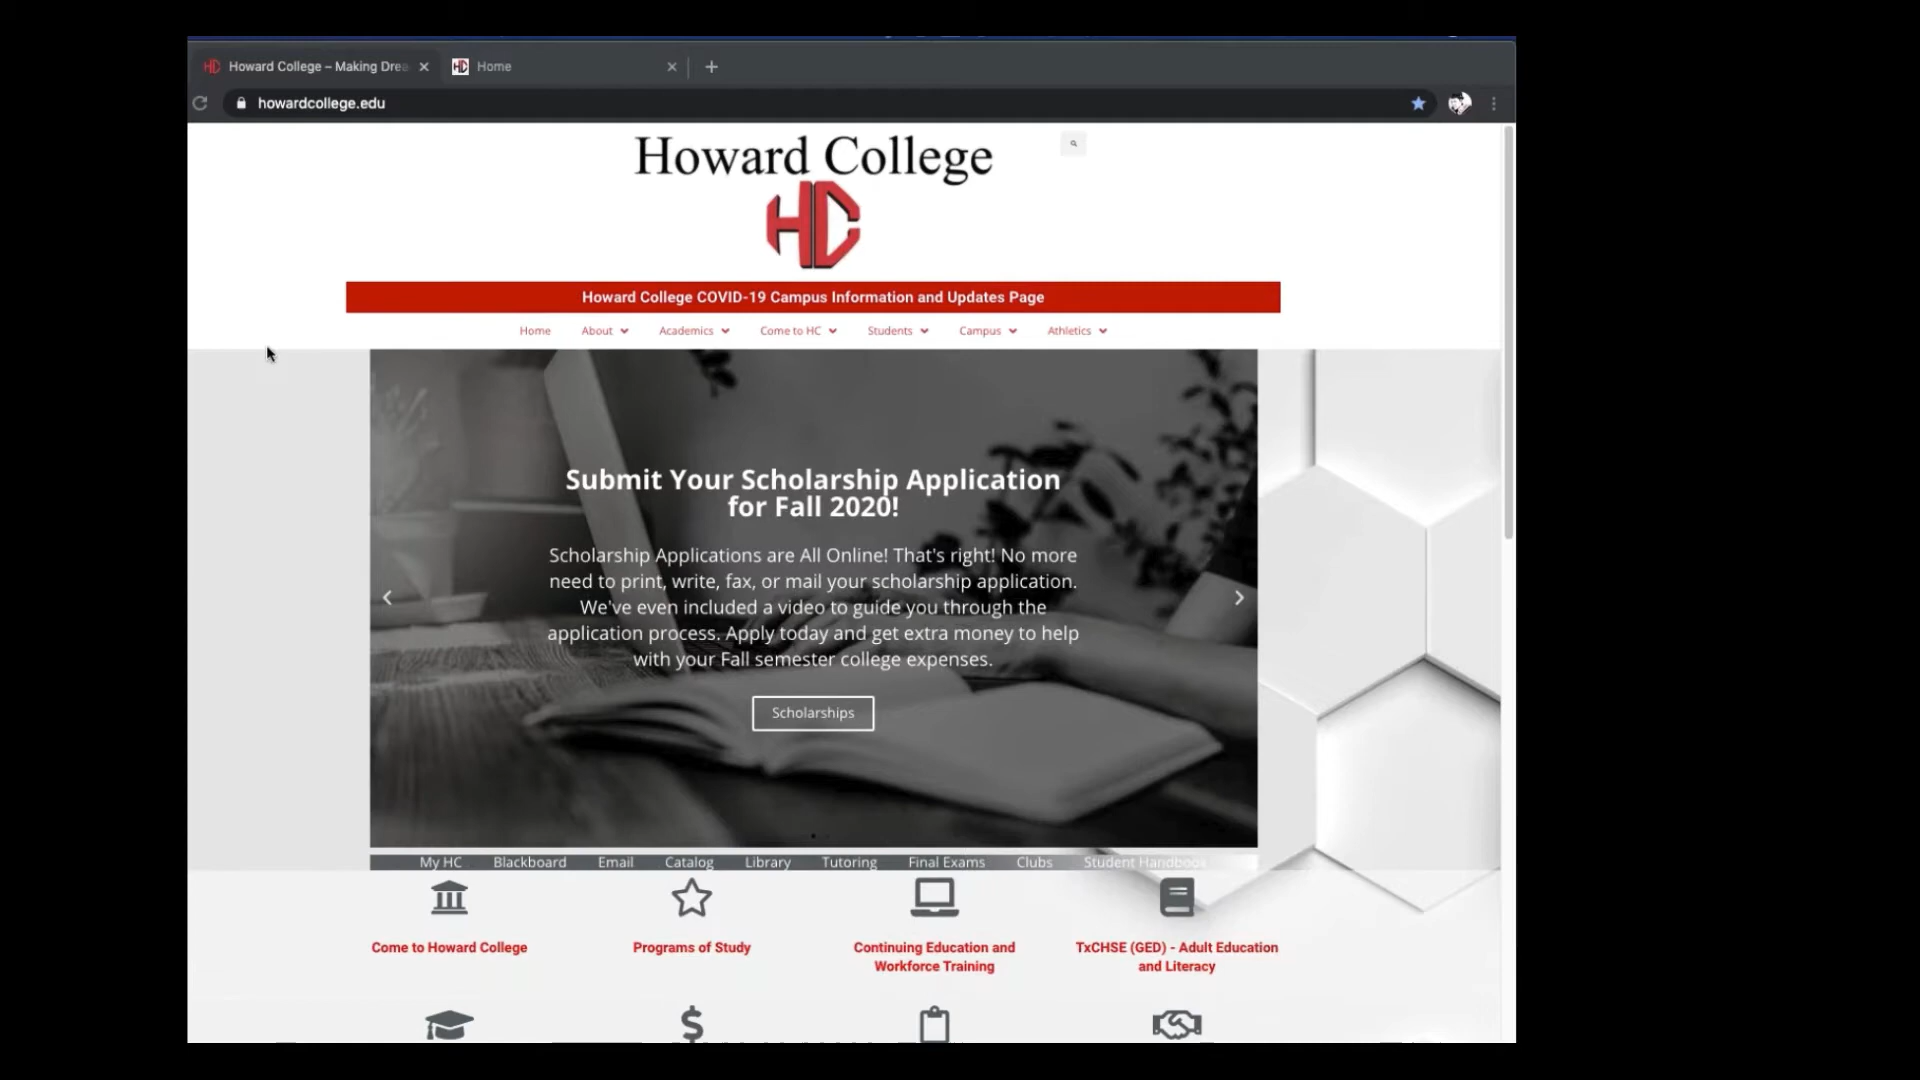 Howard College – Making Drea
Home
howardcollege.edu
Howard College
HC
Howard College COVID-19 Campus Information and Updates Page
Home About Academics Come to HC Students Campus Athletics
Submit Your Scholarship Application
for Fall 2020!
Scholarship Applications are All Online! That's right! No more
need to print, write, fax, or mail your scholarship application.
We've even included a video to guide you through the
application process. Apply today and get extra money to help
with your Fall semester college expenses.
Scholarships
My HC Blackboard Email Catalog Library Tutoring Final Exams Clubs Student Handbook
Come to Howard College
Programs of Study
Continuing Education and
Workforce Training
TxCHSE (GED) - Adult Education
and Literacy